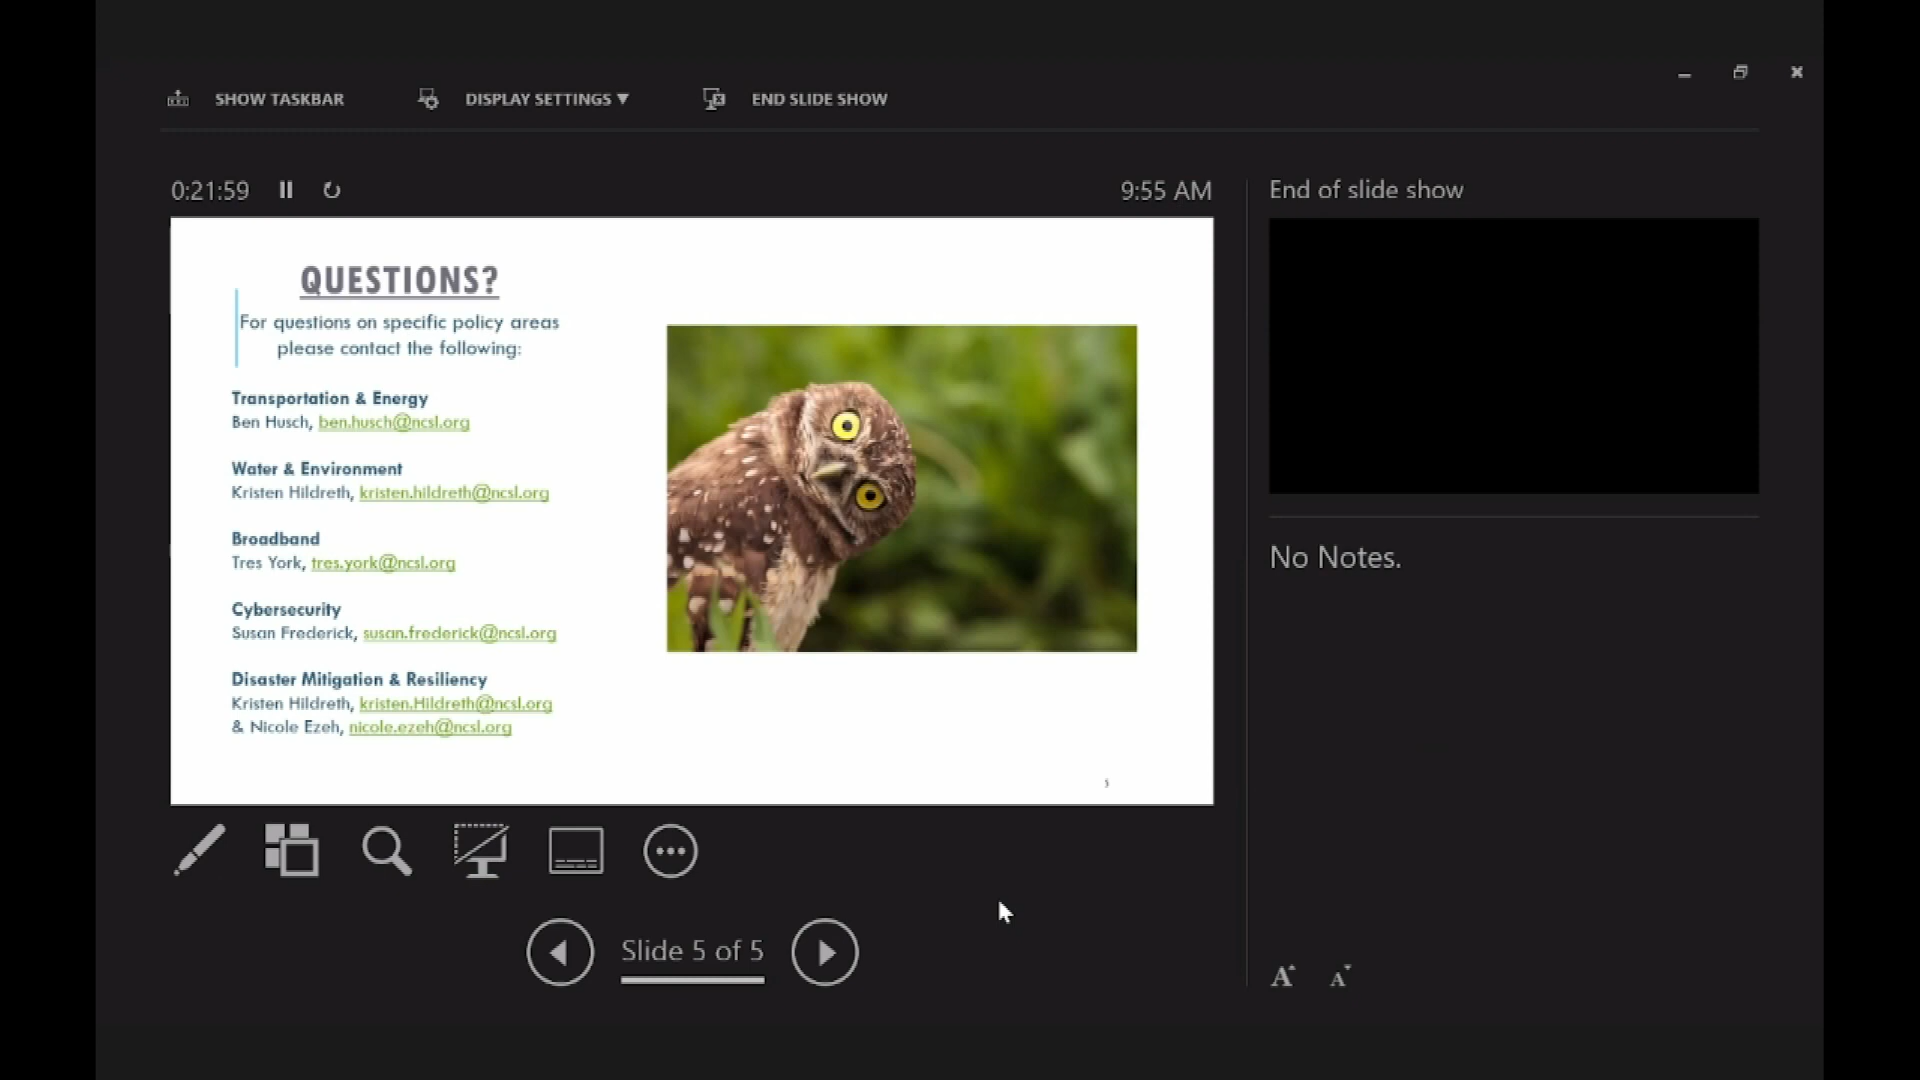 SHOW TASKBAR
DISPLAY SETTINGS ▼
END SLIDE SHOW
0:21:59
9:55 AM
End of slide show
QUESTIONS?
For questions on specific policy areas
please contact the following:
Transportation & Energy
Ben Husch, ben.husch@ncsl.org
Water & Environment
Kristen Hildreth, kristen.hildreth@ncsl.org
Broadband
Tres York, tres.york@ncsl.org
Cybersecurity
Susan Frederick, susan.frederick@ncsl.org
Disaster Mitigation & Resiliency
Kristen Hildreth, kristen.Hildreth@ncsl.org
& Nicole Ezeh, nicole.ezeh@ncsl.org
No Notes.
Slide 5 of 5
A A